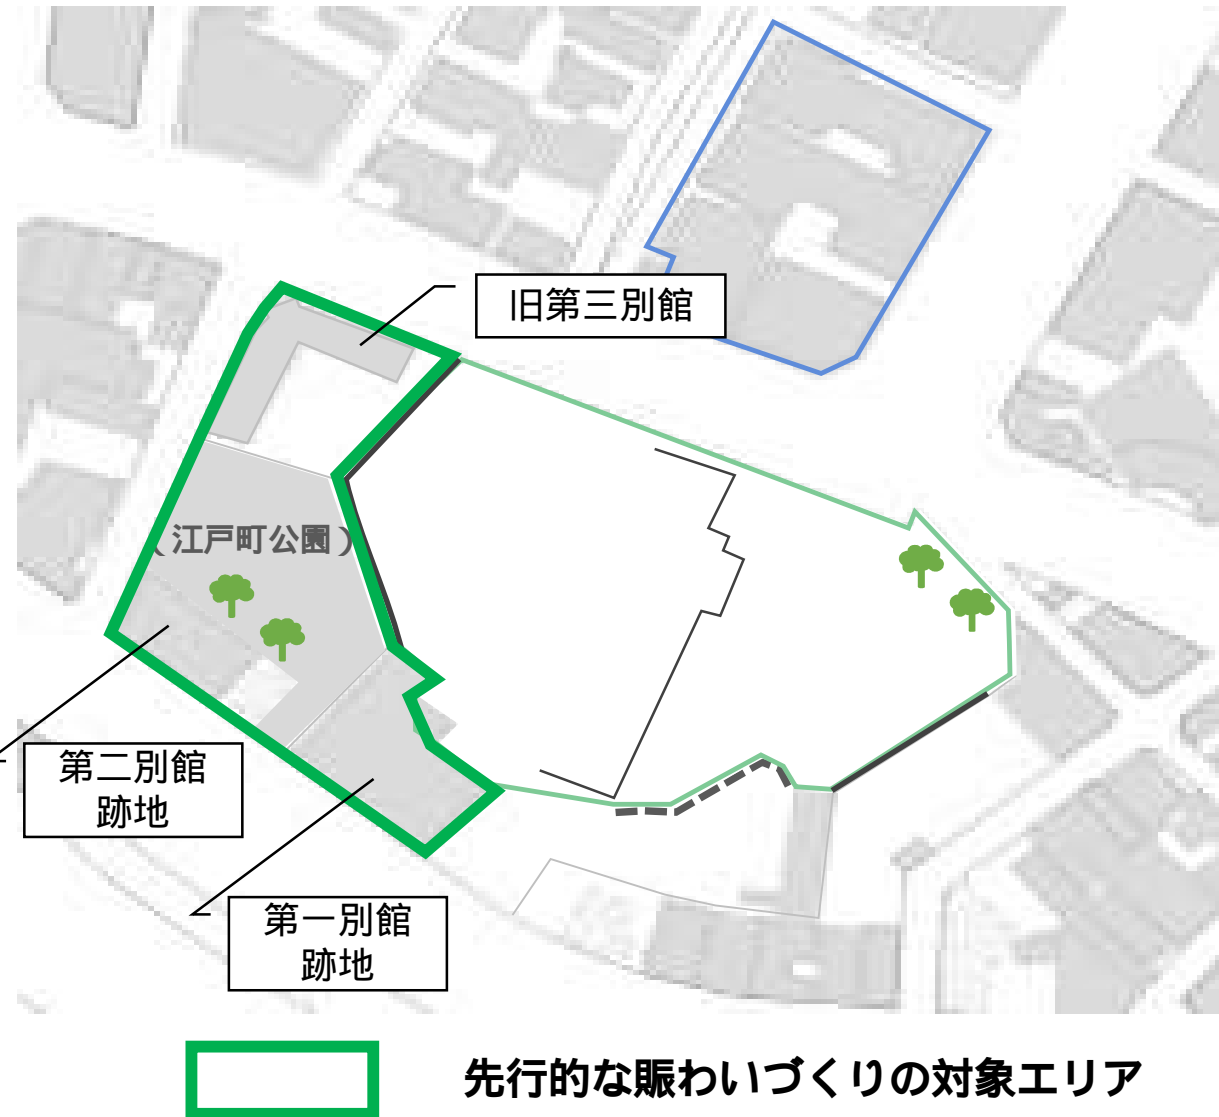 旧第三別館
（江戸町公園）
第二別館
跡地
第一別館
跡地
先行的な賑わいづくりの対象エリア